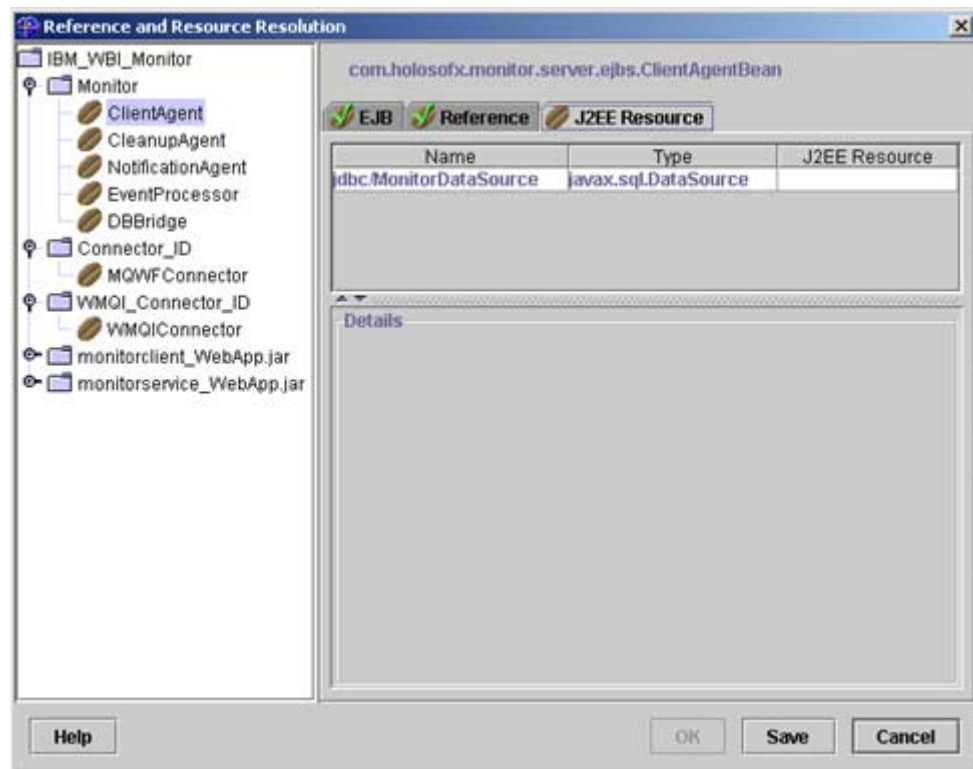 Reference and Resource Resolution
IBM_WBI_Monitor
Monitor
ClientAgent
CleanupAgent
NotificationAgent
EventProcessor
DBBridge
Connector_ID
MQWFConnector
WMQI_Connector_ID
WMQIConnector
monitorclient_WebApp.jar
monitorservice_WebApp.jar
com.holosofx.monitor.server.ejbs.ClientAgentBean
EJB Reference J2EE Resource
Name Type J2EE Resource
jdbc/MonitorDataSource javax.sql.DataSource
Details
Help OK Save Cancel